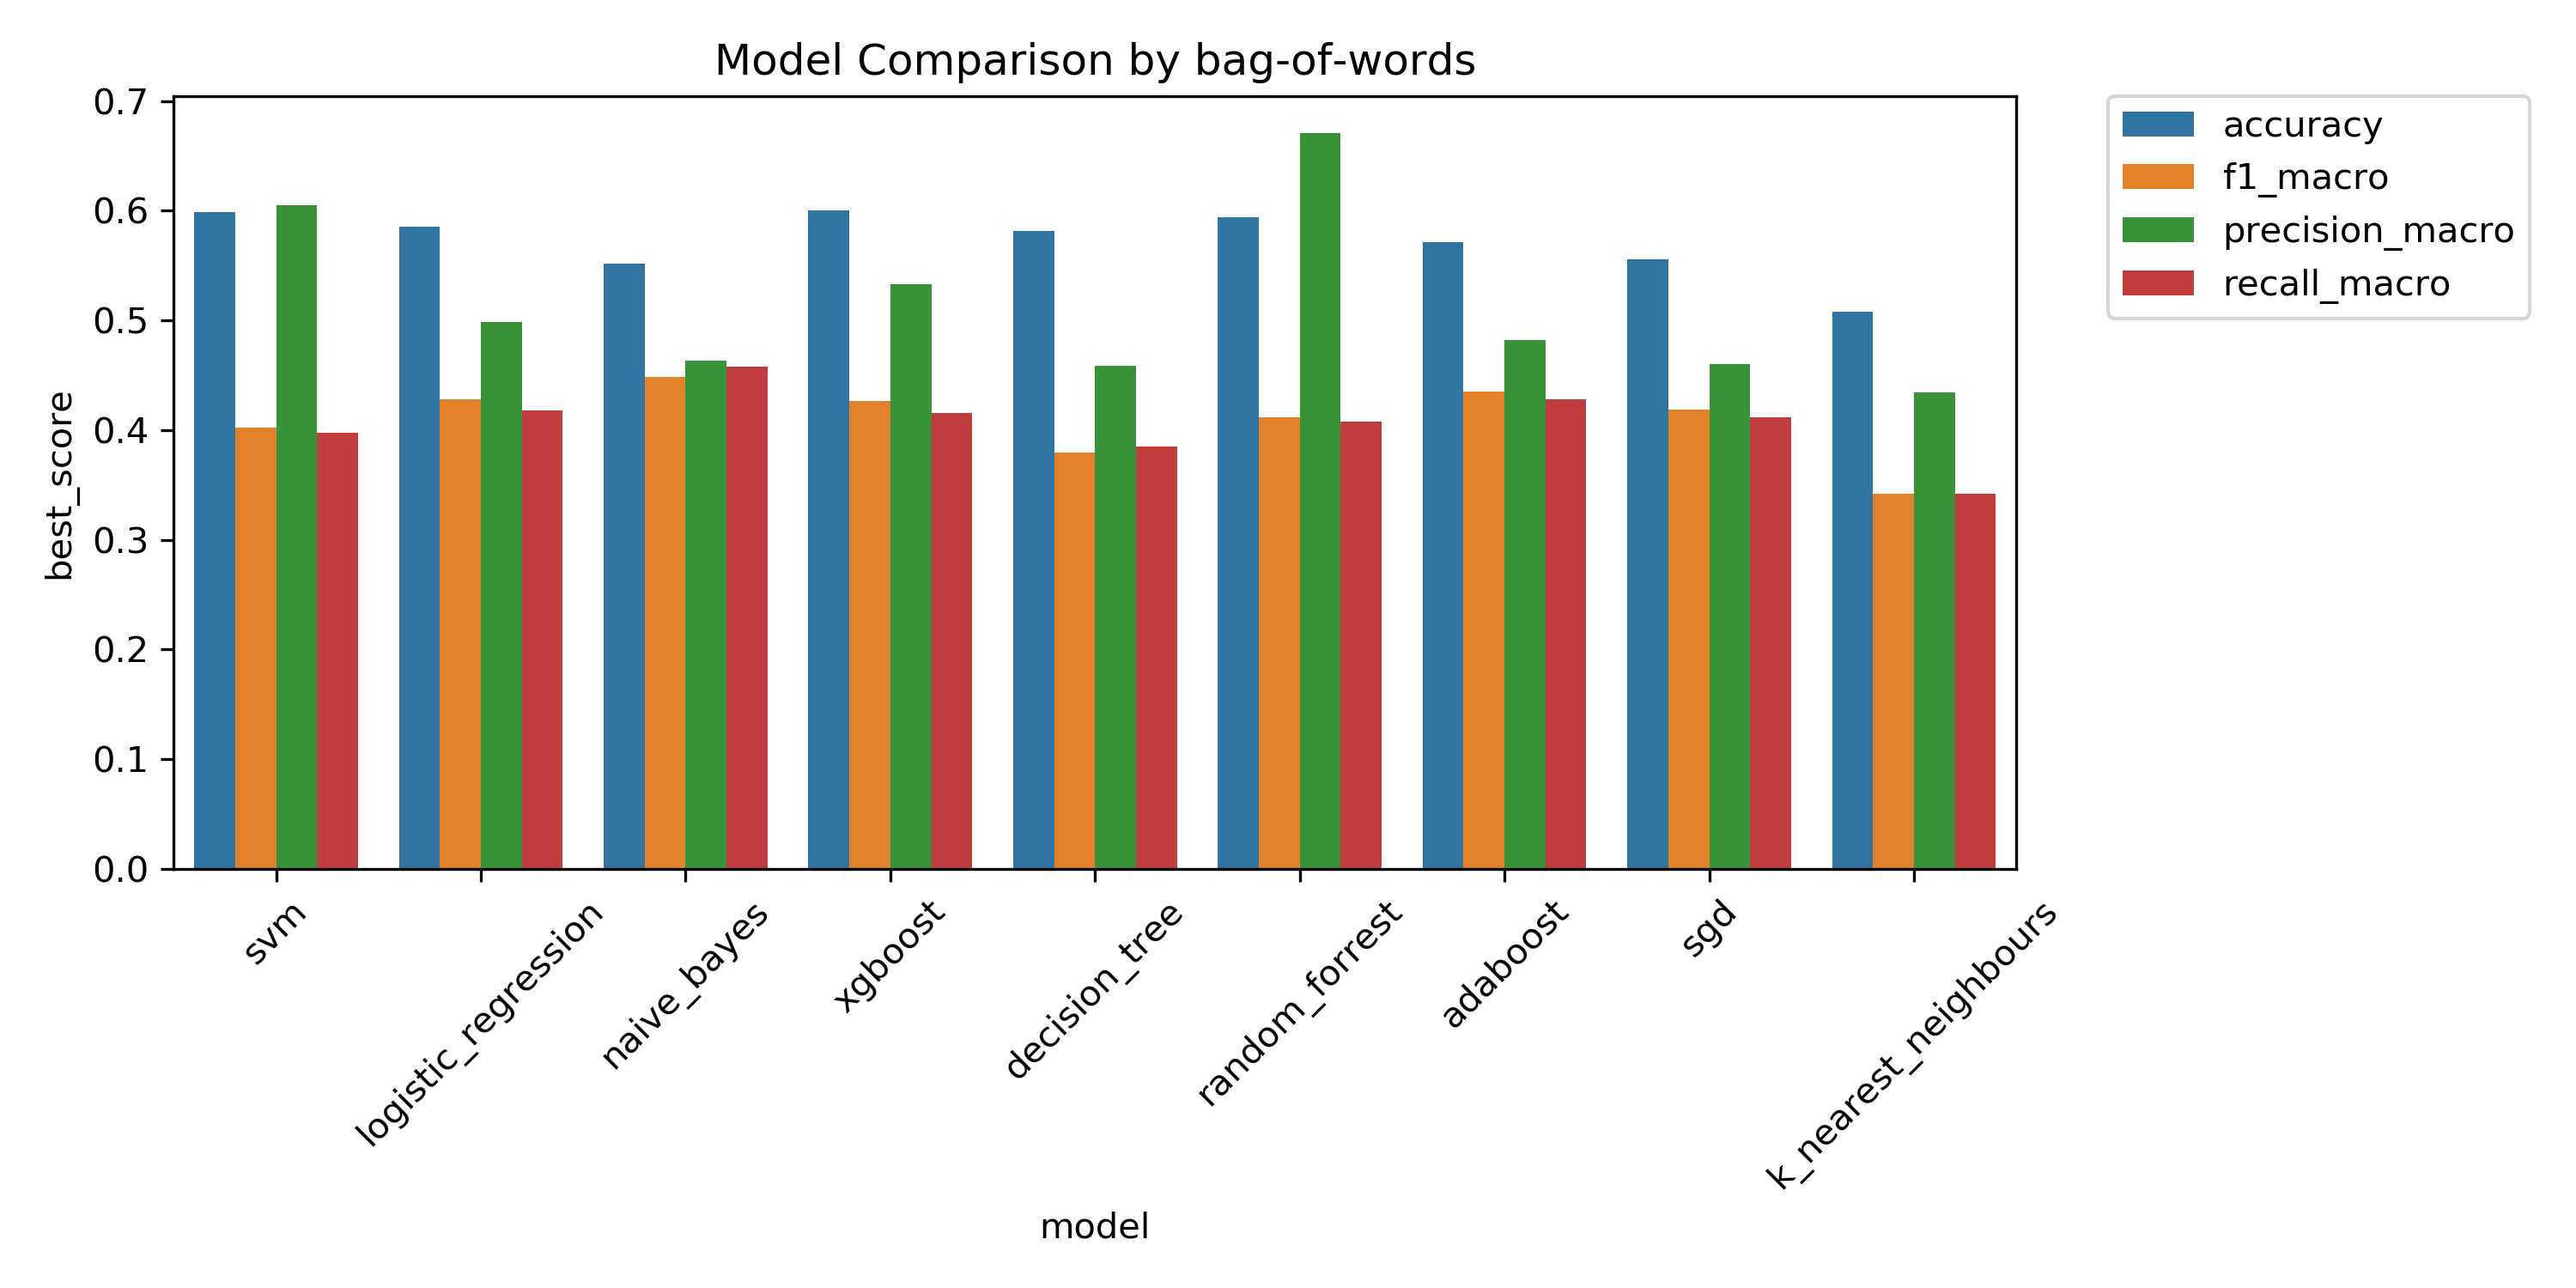 Model Comparison by bag-of-words
0.7
0.6
0.5
0.4
0.3
0.2
0.1
0.0
best_score
svm
logistic_regression
naive_bayes
xgboost
decision_tree
random_forrest
adaboost
sgd
k_nearest_neighbours
model
accuracy
f1_macro
precision_macro
recall_macro